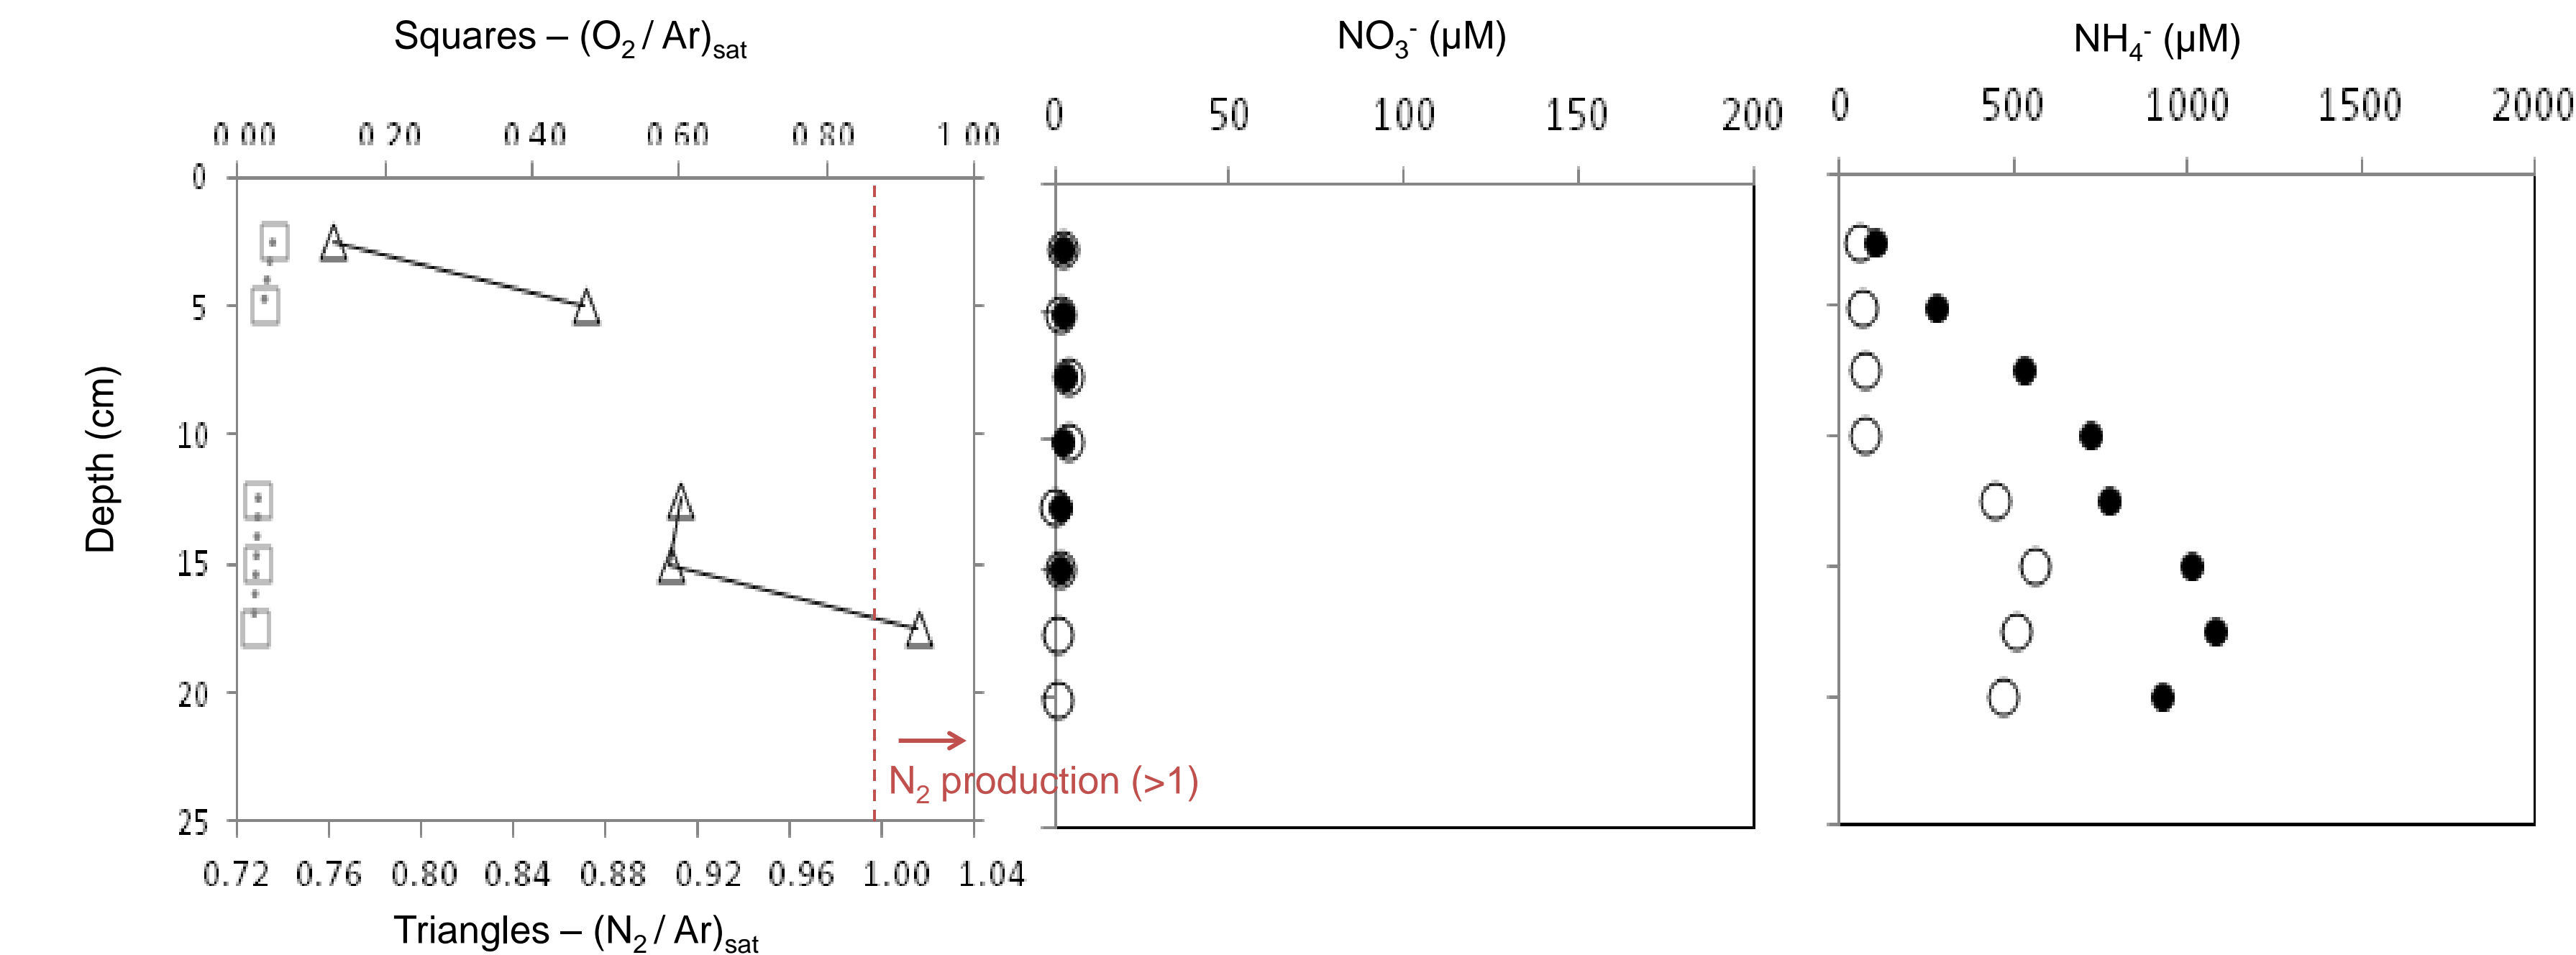 Squares – (O2 / Ar)sat
NO3- (µM)
NH4- (µM)
0.00 0.20 0.40 0.60 0.80 1.00
0 50 100 150 200
0 500 1000 1500 2000
Depth (cm)
0
5
10
15
20
25
N2 production (>1)
0.72 0.76 0.80 0.84 0.88 0.92 0.96 1.00 1.04
Triangles – (N2 / Ar)sat